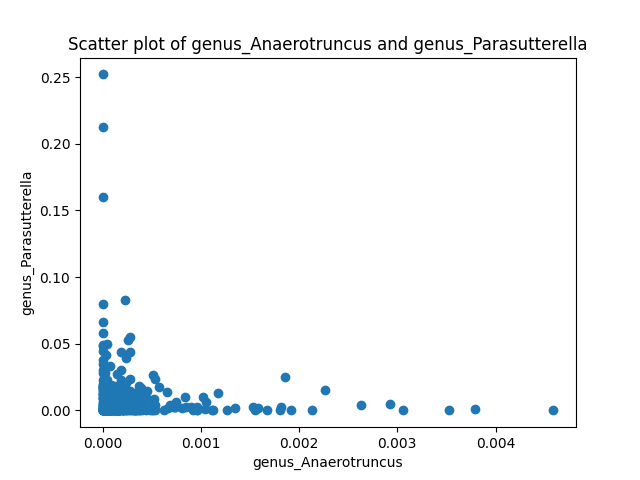 Scatter plot of genus_Anaerotruncus and genus_Parasutterella
0.25
0.20
0.15
0.10
0.05
0.00
genus_Parasutterella
0.000 0.001 0.002 0.003 0.004
genus_Anaerotruncus